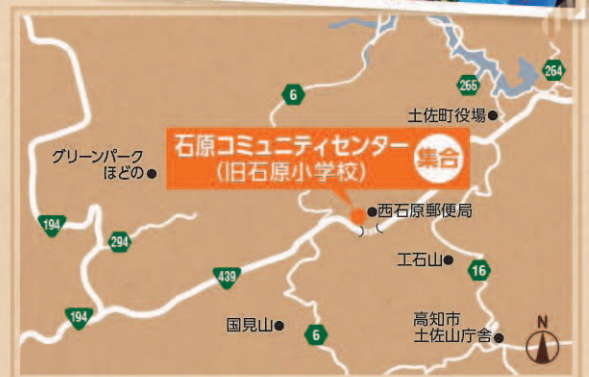 264
265
6
土佐町役場
石原コミュニティセンター
(旧石原小学校)
集合
グリーンパーク
ほどの
西石原郵便局
194
294
439
工石山
16
194
国見山
6
高知市
土佐山庁舎
N